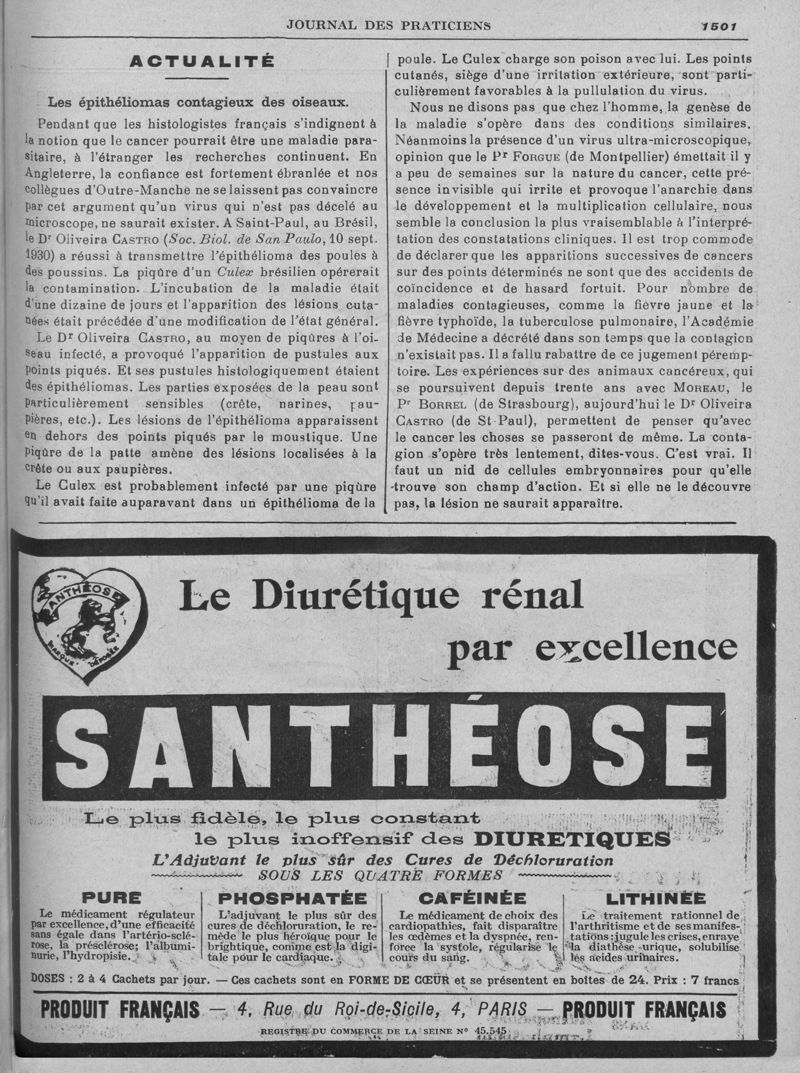 JOURNAL DES PRATICIENS 1501
ACTUALITÉ
Les épithéliomas contagieux des oiseaux.
Pendant que les histologistes français s'indignent à
la notion que le cancer pourrait être une maladie para-
sitaire, à l'étranger les recherches continuent. En
Angleterre, la confiance est fortement ébranlée et nos
collègues d'Outre-Manche ne se laissent pas convaincre
par cet argument qu'un virus qui n'est pas décelé au
microscope, ne saurait exister. A Saint-Paul, au Brésil,
le Dr Oliveira CASTRO (Soc. Biol. de San Paulo, 10 sept.
1930) a réussi à transmettre l'épithélioma des poules à
des poussins. La piqûre d'un Culex brésilien opérerait
la contamination. L'incubation de la maladie était
d'une dizaine de jours et l'apparition des lésions cuta-
nées était précédée d'une modification de l'état général.
Le Dr Oliveira CASTRO, au moyen de piqûres à l'oi-
seau infecté, a provoqué l'apparition de pustules aux
points piqués. Et ses pustules histologiquement étaient
des épithéliomas. Les parties exposées de la peau sont
particulièrement sensibles (crête, narines, pau-
pières, etc.). Les lésions de l'épithélioma apparaissent
en dehors des points piqués par le moustique. Une
piqûre de la patte amène des lésions localisées à la
crête ou aux paupières.
Le Culex est probablement infecté par une piqûre
qu'il avait faite auparavant dans un épithélioma de la
poule. Le Culex charge son poison avec lui. Les points
cutanés, siège d'une irritation extérieure, sont parti-
culièrement favorables à la pullulation du virus.
Nous ne disons pas que chez l'homme, la genèse de
la maladie s'opère dans des conditions similaires.
Néanmoins la présence d'un virus ultra-microscopique,
opinion que le Pr FORGUE (de Montpellier) émettait il y
a peu de semaines sur la nature du cancer, cette pré-
sence invisible qui irrite et provoque l'anarchie dans
le développement et la multiplication cellulaire, nous
semble la conclusion la plus vraisemblable à l'interpré-
tation des constatations cliniques. Il est trop commode
de déclarer que les apparitions successives de cancers
sur des points déterminés ne sont que des accidents de
coïncidence et de hasard fortuit. Pour nombre de
maladies contagieuses, comme la fièvre jaune et la
fièvre typhoïde, la tuberculose pulmonaire, l'Académie
de Médecine a décrété dans son temps que la contagion
n'existait pas. Il a fallu rabattre de ce jugement péremp-
toire. Les expériences sur des animaux cancéreux, qui
se poursuivent depuis trente ans avec MOREAU, le
Pr BORREL (de Strasbourg), aujourd'hui le Dr Oliveira
CASTRO (de St-Paul), permettent de penser qu'avec
le cancer les choses se passeront de même. La conta-
gion s'opère très lentement, dites-vous. C'est vrai. Il
faut un nid de cellules embryonnaires pour qu'elle
trouve son champ d'action. Et si elle ne le découvre
pas, la lésion ne saurait apparaître.
SANTHÉOSE
MARQUE DÉPOSÉE
Le Diurétique rénal
par excellence
SANTHÉOSE
Le plus fidèle, le plus constant
le plus inoffensif des DIURETIQUES
L'Adjuvant le plus sûr des Cures de Déchloruration
SOUS LES QUATRE FORMES
PURE
Le médicament régulateur
par excellence, d'une efficacité
sans égale dans l'artério-sclé-
rose, la présclérose; l'albumi-
nurie, l'hydropisie.
PHOSPHATÉE
L'adjuvant le plus sûr des
cures de déchloruration, le re-
mède le plus héroïque pour le
brightique, comme est la digi-
tale pour le cardiaque.
CAFÉINÉE
Le médicament de choix des
cardiopathies, fait disparaître
les œdèmes et la dyspnée, ren-
force la systole, régularise le
cours du sang.
LITHINÉE
Le traitement rationnel de
l'arthritisme et de ses manifes-
tations; jugule les crises, enraye
la diathèse urique, solubilise
les acides urinaires.
DOSES : 2 à 4 Cachets par jour. — Ces cachets sont en FORME DE CŒUR et se présentent en boîtes de 24. Prix : 7 francs
PRODUIT FRANÇAIS — 4, Rue du Roi-de-Sicile, 4, PARIS — PRODUIT FRANÇAIS
REGISTRE DU COMMERCE DE LA SEINE N° 45.545